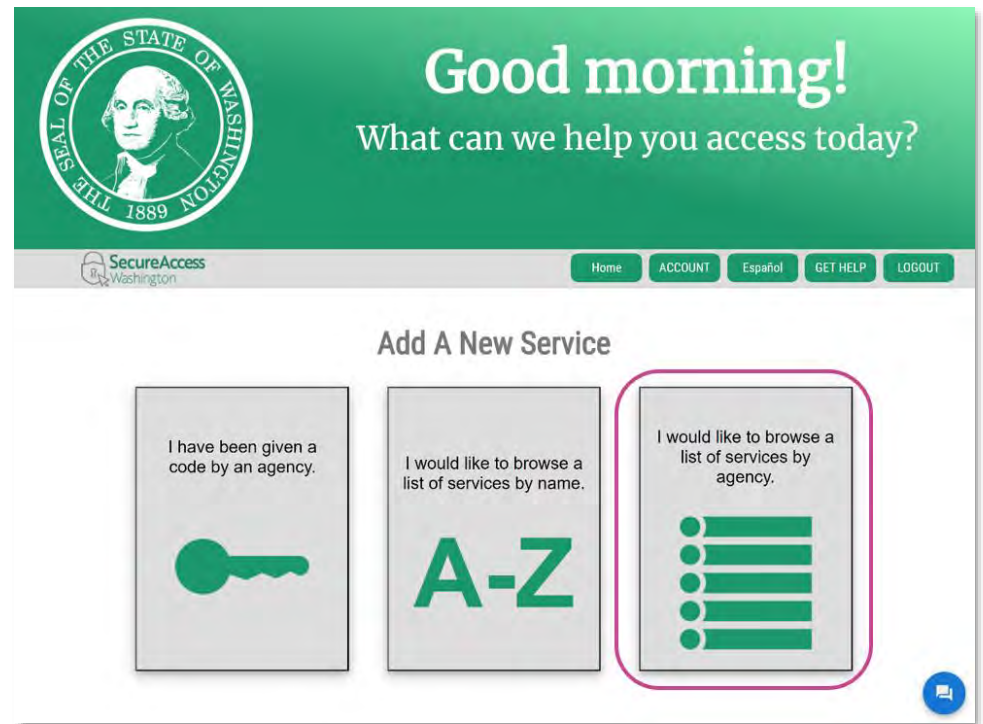 THE SEAL OF THE STATE OF WASHINGTON
1889
Good morning!
What can we help you access today?
SecureAccess
Washington
Home ACCOUNT Español GET HELP LOGOUT
Add A New Service
I have been given a
code by an agency.
I would like to browse a
list of services by name.
A-Z
I would like to browse a
list of services by
agency.